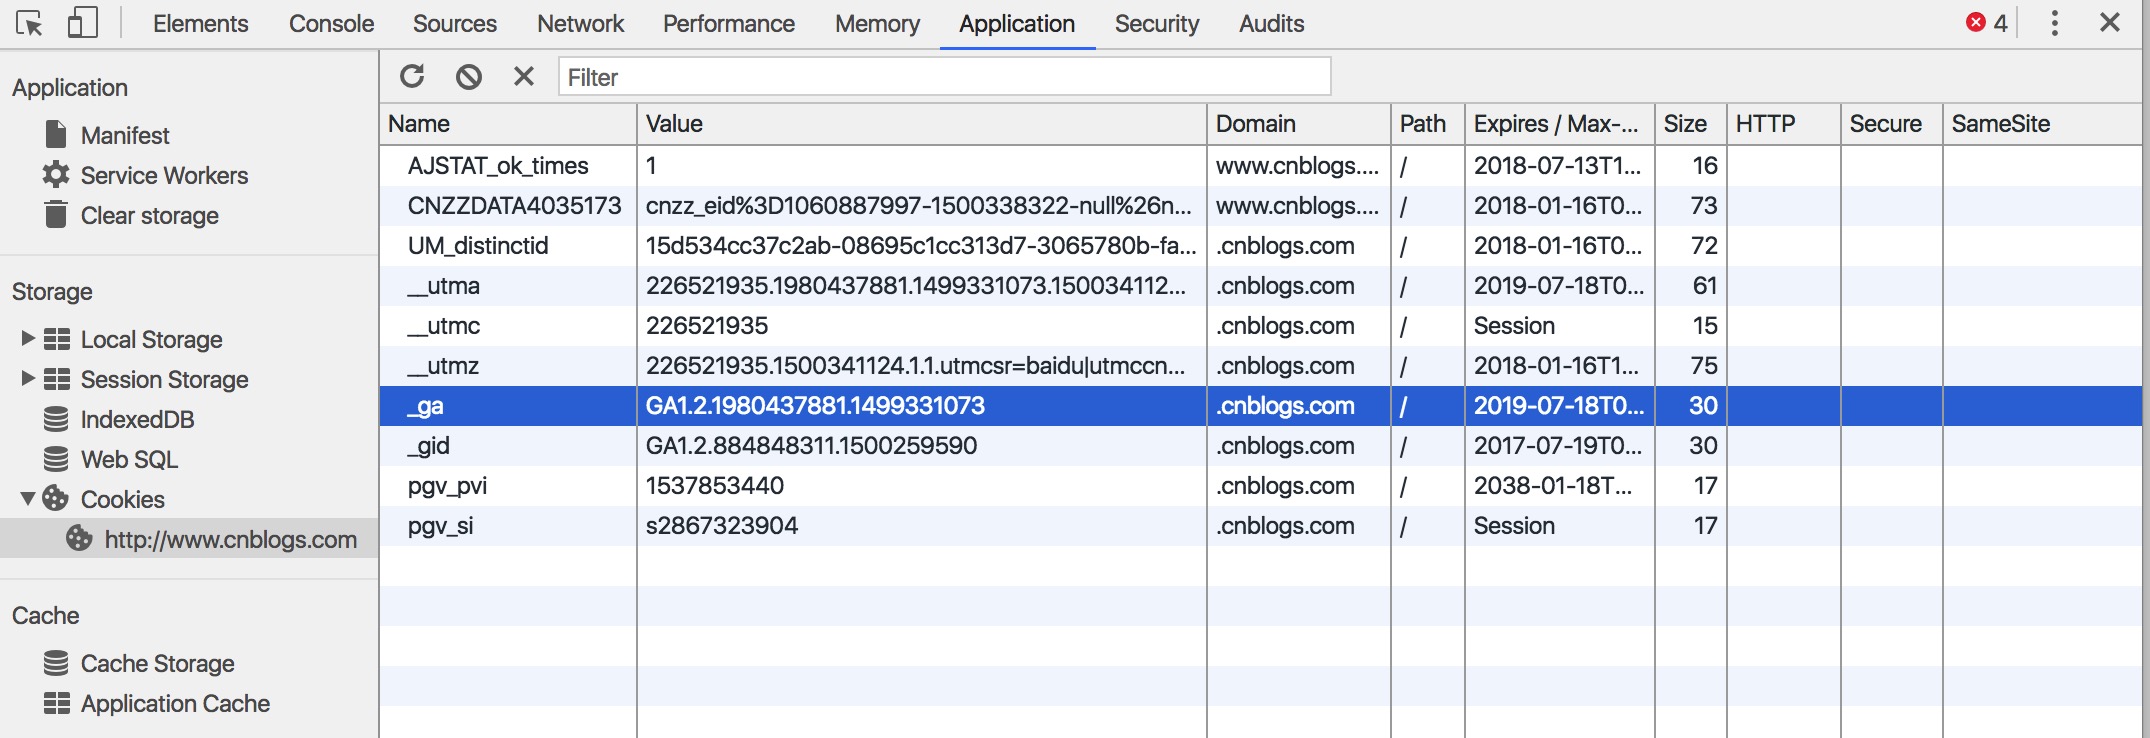 Elements Console Sources Network Performance Memory Application Security Audits 4
Application
Manifest
Service Workers
Clear storage
Storage
Local Storage
Session Storage
IndexedDB
Web SQL
Cookies
http://www.cnblogs.com
Cache
Cache Storage
Application Cache
Filter
Name Value Domain Path Expires / Max-... Size HTTP Secure SameSite
AJSTAT_ok_times 1 www.cnblogs.... / 2018-07-13T1... 16
CNZZDATA4035173 cnzz_eid%3D1060887997-1500338322-null%26n... www.cnblogs.... / 2018-01-16T0... 73
UM_distinctid 15d534cc37c2ab-08695c1cc313d7-3065780b-fa... .cnblogs.com / 2018-01-16T0... 72
__utma 226521935.1980437881.1499331073.150034112... .cnblogs.com / 2019-07-18T0... 61
__utmc 226521935 .cnblogs.com / Session 15
__utmz 226521935.1500341124.1.1.utmcsr=baidu|utmccn... .cnblogs.com / 2018-01-16T1... 75
_ga GA1.2.1980437881.1499331073 .cnblogs.com / 2019-07-18T0... 30
_gid GA1.2.884848311.1500259590 .cnblogs.com / 2017-07-19T0... 30
pgv_pvi 1537853440 .cnblogs.com / 2038-01-18T... 17
pgv_si s2867323904 .cnblogs.com / Session 17